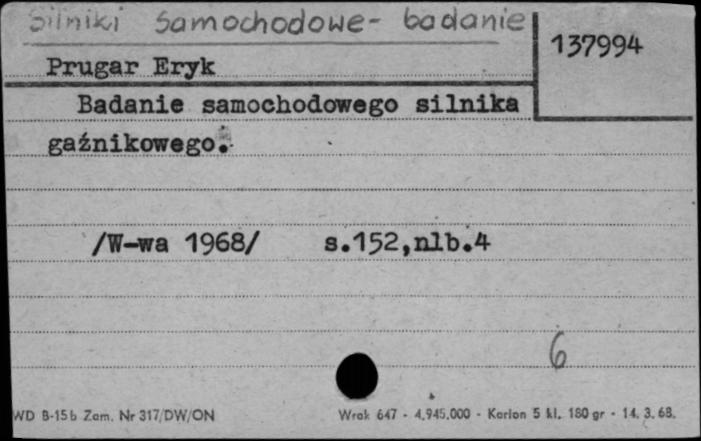 Silniki samochodowe - badanie
137994
Prugar Eryk
Badanie samochodowego silnika
gaźnikowego.
/W-wa 1968/ s.152,nlb.4
6
WD B-15b Zam. Nr 317/DW/ON Wrak 647 - 4.945.000 - Karton 5 kl. 180 gr - 14. 3. 68.